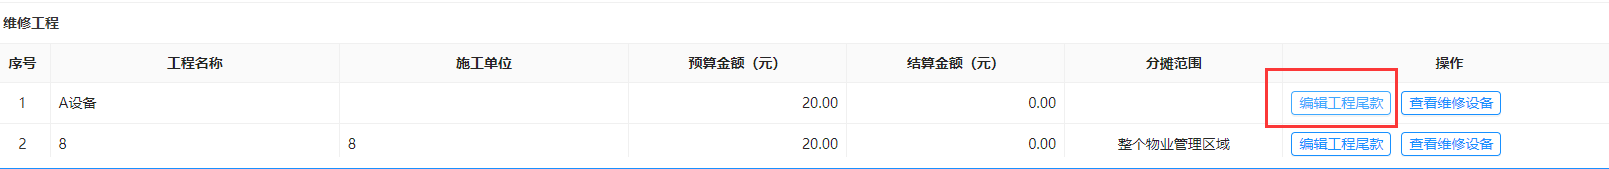 维修工程
序号 工程名称 施工单位 预算金额（元） 结算金额（元） 分摊范围 操作
1 A设备 20.00 0.00 编辑工程尾款 查看维修设备
2 8 8 20.00 0.00 整个物业管理区域 编辑工程尾款 查看维修设备